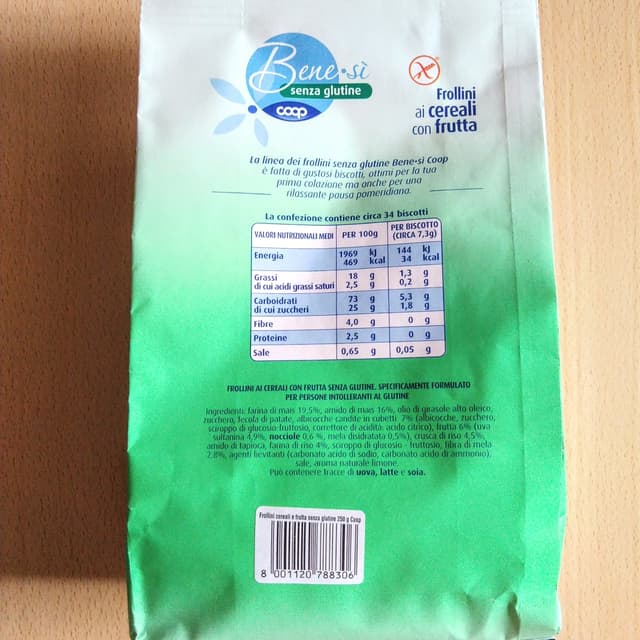 Bene.sì
senza glutine
coop
Frollini
ai cereali
con frutta
La linea dei frollini senza glutine Bene-sì Coop
è fatta di gustosi biscotti, ottimi per la tua
prima colazione ma anche per una
rilassante pausa pomeridiana.
La confezione contiene circa 34 biscotti
VALORI NUTRIZIONALI MEDI PER 100g PER BISCOTTO (CIRCA 7,3g)
Energia 1969 kJ 144 kJ
469 kcal 34 kcal
Grassi 18 g 1,3 g
di cui acidi grassi saturi 2,5 g 0,2 g
Carboidrati 73 g 5,3 g
di cui zuccheri 25 g 1,8 g
Fibre 4,0 g 0 g
Proteine 2,5 g 0 g
Sale 0,65 g 0,05 g
FROLLINI AI CEREALI CON FRUTTA SENZA GLUTINE. SPECIFICAMENTE FORMULATO
PER PERSONE INTOLLERANTI AL GLUTINE
Ingredienti: farina di mais 19,5%, amido di mais 16%, olio di girasole alto oleico,
zucchero, fecola di patate, albicocche candite in cubetti 7% (albicocche, zucchero,
sciroppo di glucosio-fruttosio, correttore di acidità: acido citrico), frutta 6% (uva
sultanina 4,9%, nocciole 0,6 %, mela disidratata 0,5%), crusca di riso 4,5%,
amido di tapioca, farina di riso 4%, sciroppo di glucosio - fruttosio, fibra di mela
2,8%, agenti lievitanti (carbonato acido di sodio, carbonato acido di ammonio),
sale, aroma naturale limone.
Può contenere tracce di uova, latte e soia.
Frollini cereali e frutta senza glutine 250 g Coop
8 001120 788306